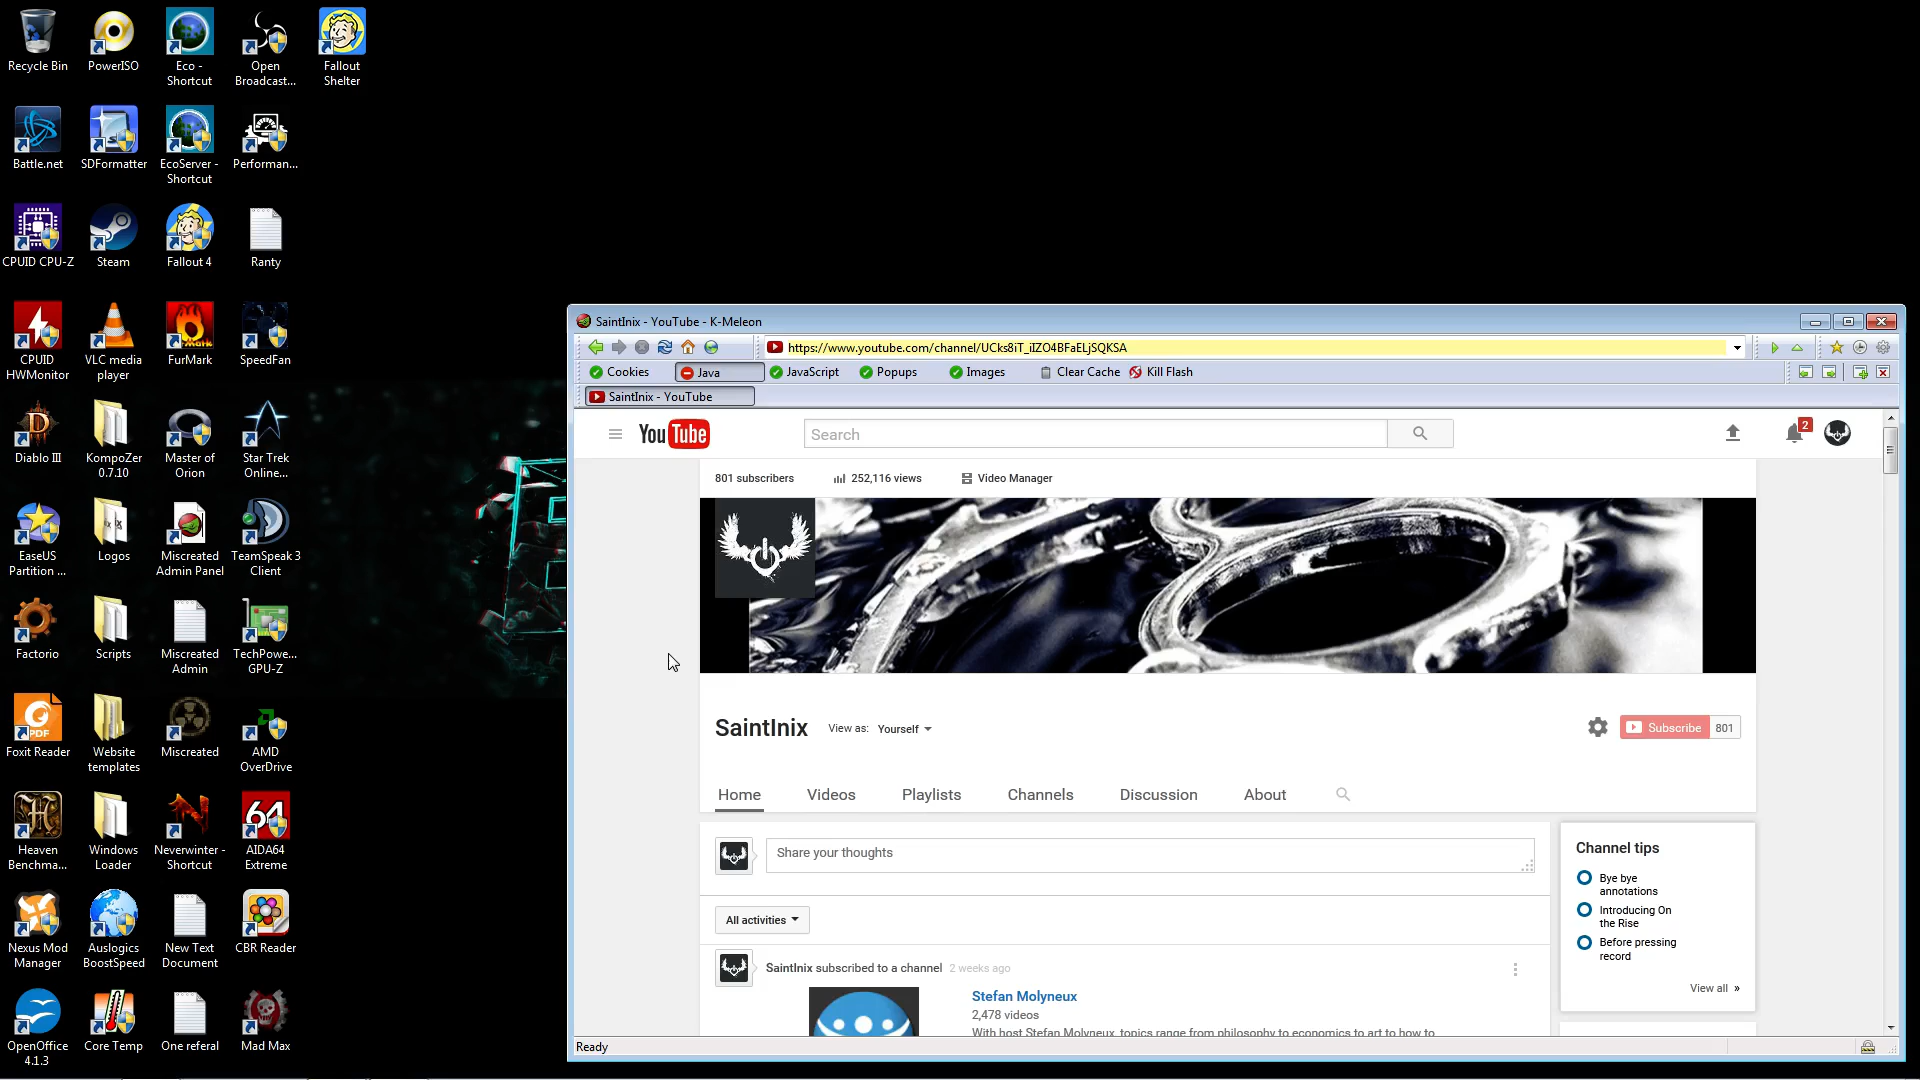 Recycle Bin
PowerISO
Eco -
Shortcut
Open
Broadcast...
Fallout
Shelter
Battle.net
SDFormatter
EcoServer -
Shortcut
Performan...
CPUID CPU-Z
Steam
Fallout 4
Ranty
CPUID
HWMonitor
VLC media
player
FurMark
SpeedFan
Diablo III
KompoZer
0.7.10
Master of
Orion
Star Trek
Online...
EaseUS
Partition ...
Logos
Miscreated
Admin Panel
TeamSpeak 3
Client
Factorio
Scripts
Miscreated
Admin
TechPowe...
GPU-Z
Foxit Reader
Website
templates
Miscreated
AMD
OverDrive
Heaven
Benchma...
Windows
Loader
Neverwinter -
Shortcut
64
AIDA64
Extreme
Nexus Mod
Manager
Auslogics
BoostSpeed
New Text
Document
CBR Reader
OpenOffice
4.1.3
Core Temp
One referal
Mad Max
SaintInix - YouTube - K-Meleon
https://www.youtube.com/channel/UCks8iT_iIZO4BFaELjSQKSA
Cookies Java JavaScript Popups Images Clear Cache Kill Flash
SaintInix - YouTube
YouTube Search 2
801 subscribers 252,116 views Video Manager
SaintInix View as: Yourself Subscribe 801
Home Videos Playlists Channels Discussion About
Share your thoughts
All activities
SaintInix subscribed to a channel 2 weeks ago
Stefan Molyneux
2,478 videos
With host Stefan Molyneux, topics range from philosophy to economics to art to how to
Channel tips
Bye bye
annotations
Introducing On
the Rise
Before pressing
record
View all »
Ready